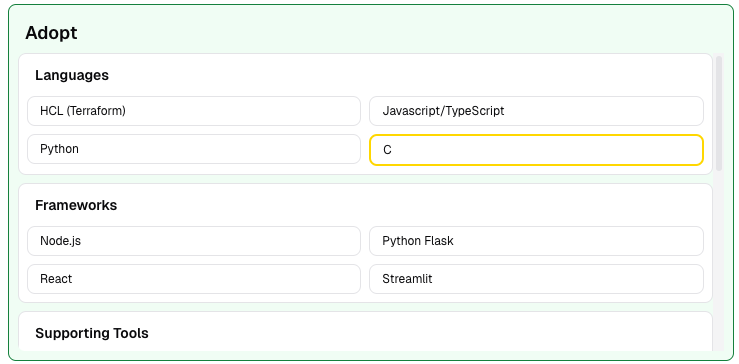 Adopt
Languages
HCL (Terraform)
Javascript/TypeScript
Python
C
Frameworks
Node.js
Python Flask
React
Streamlit
Supporting Tools